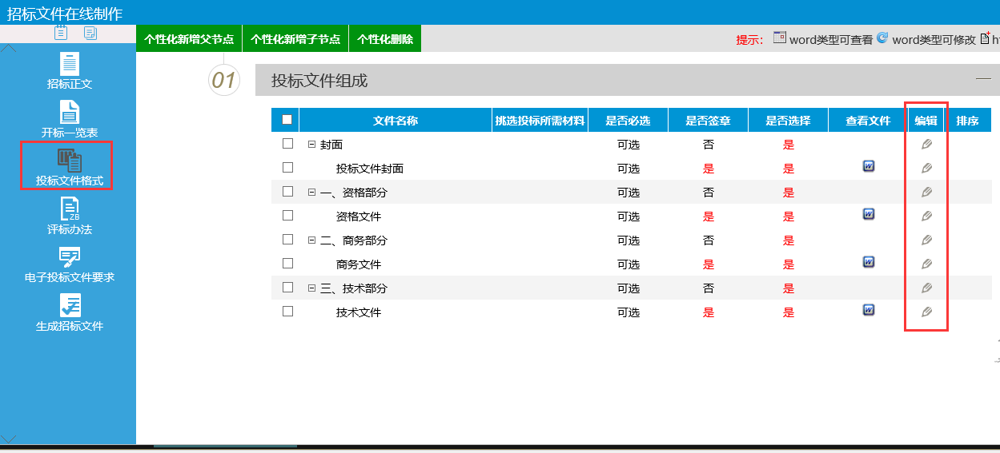 招标文件在线制作
个性化新增父节点 个性化新增子节点 个性化删除
提示： word类型可查看 word类型可修改
招标正文
开标一览表
投标文件格式
ZB
评标办法
电子投标文件要求
生成招标文件
01 投标文件组成
文件名称 挑选投标所需材料 是否必选 是否签章 是否选择 查看文件 编辑 排序
封面 可选 否 是
投标文件封面 可选 是 是 W
一、资格部分 可选 否 是
资格文件 可选 是 是 W
二、商务部分 可选 否 是
商务文件 可选 是 是 W
三、技术部分 可选 否 是
技术文件 可选 是 是 W